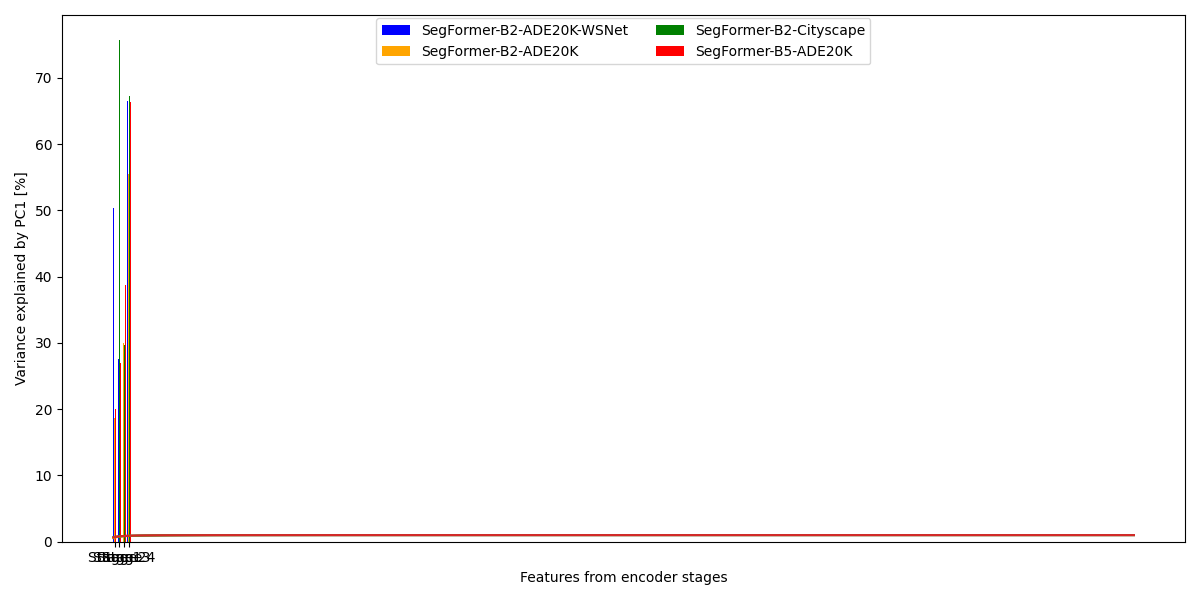 SegFormer-B2-ADE20K-WSNet
SegFormer-B2-ADE20K
SegFormer-B2-Cityscape
SegFormer-B5-ADE20K
Variance explained by PC1 [%]
70
60
50
40
30
20
10
0
Features from encoder stages